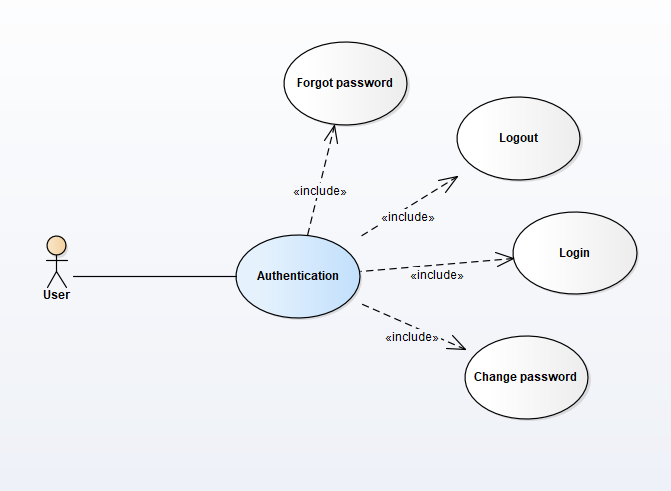 Forgot password
Logout
«include»
«include»
Login
Authentication
«include»
User
«include»
Change password